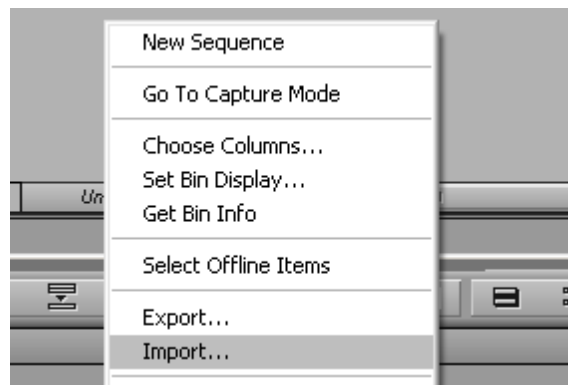 New Sequence
Go To Capture Mode
Choose Columns...
Set Bin Display...
Get Bin Info
Un
Select Offline Items
Export...
Import...